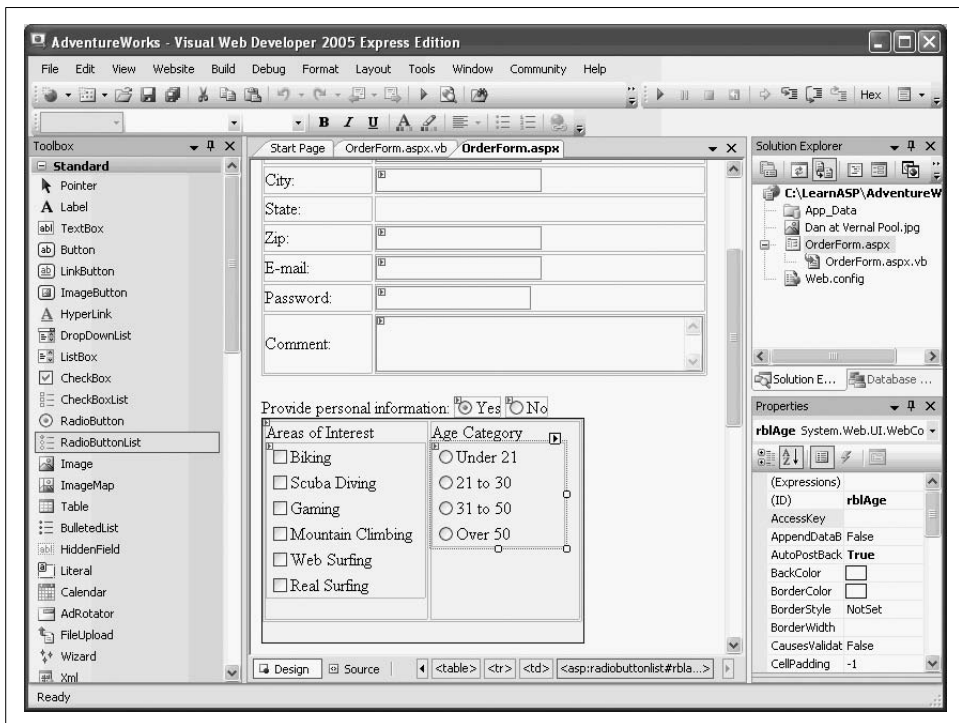 AdventureWorks - Visual Web Developer 2005 Express Edition
File Edit View Website Build Debug Format Layout Tools Window Community Help
Hex
B I U A
Toolbox
Standard
Pointer
A Label
abl TextBox
ab Button
ab LinkButton
ImageButton
A HyperLink
DropDownList
ListBox
CheckBox
CheckBoxList
RadioButton
RadioButtonList
Image
ImageMap
Table
BulletedList
abl HiddenField
Literal
Calendar
AdRotator
FileUpload
Wizard
Xml
Start Page OrderForm.aspx.vb OrderForm.aspx
City:
State:
Zip:
E-mail:
Password:
Comment:
Provide personal information: Yes No
Areas of Interest
Biking
Scuba Diving
Gaming
Mountain Climbing
Web Surfing
Real Surfing
Age Category
Under 21
21 to 30
31 to 50
Over 50
Design Source <table> <tr> <td> <asp:radiobuttonlist#rbla...>
Solution Explorer
C:\LearnASP\AdventureW
App_Data
Dan at Vernal Pool.jpg
OrderForm.aspx
OrderForm.aspx.vb
Web.config
Solution E... Database ...
Properties
rblAge System.Web.UI.WebCo
(Expressions)
(ID) rblAge
AccessKey
AppendDataB False
AutoPostBack True
BackColor
BorderColor
BorderStyle NotSet
BorderWidth
CausesValidat False
CellPadding -1
Ready